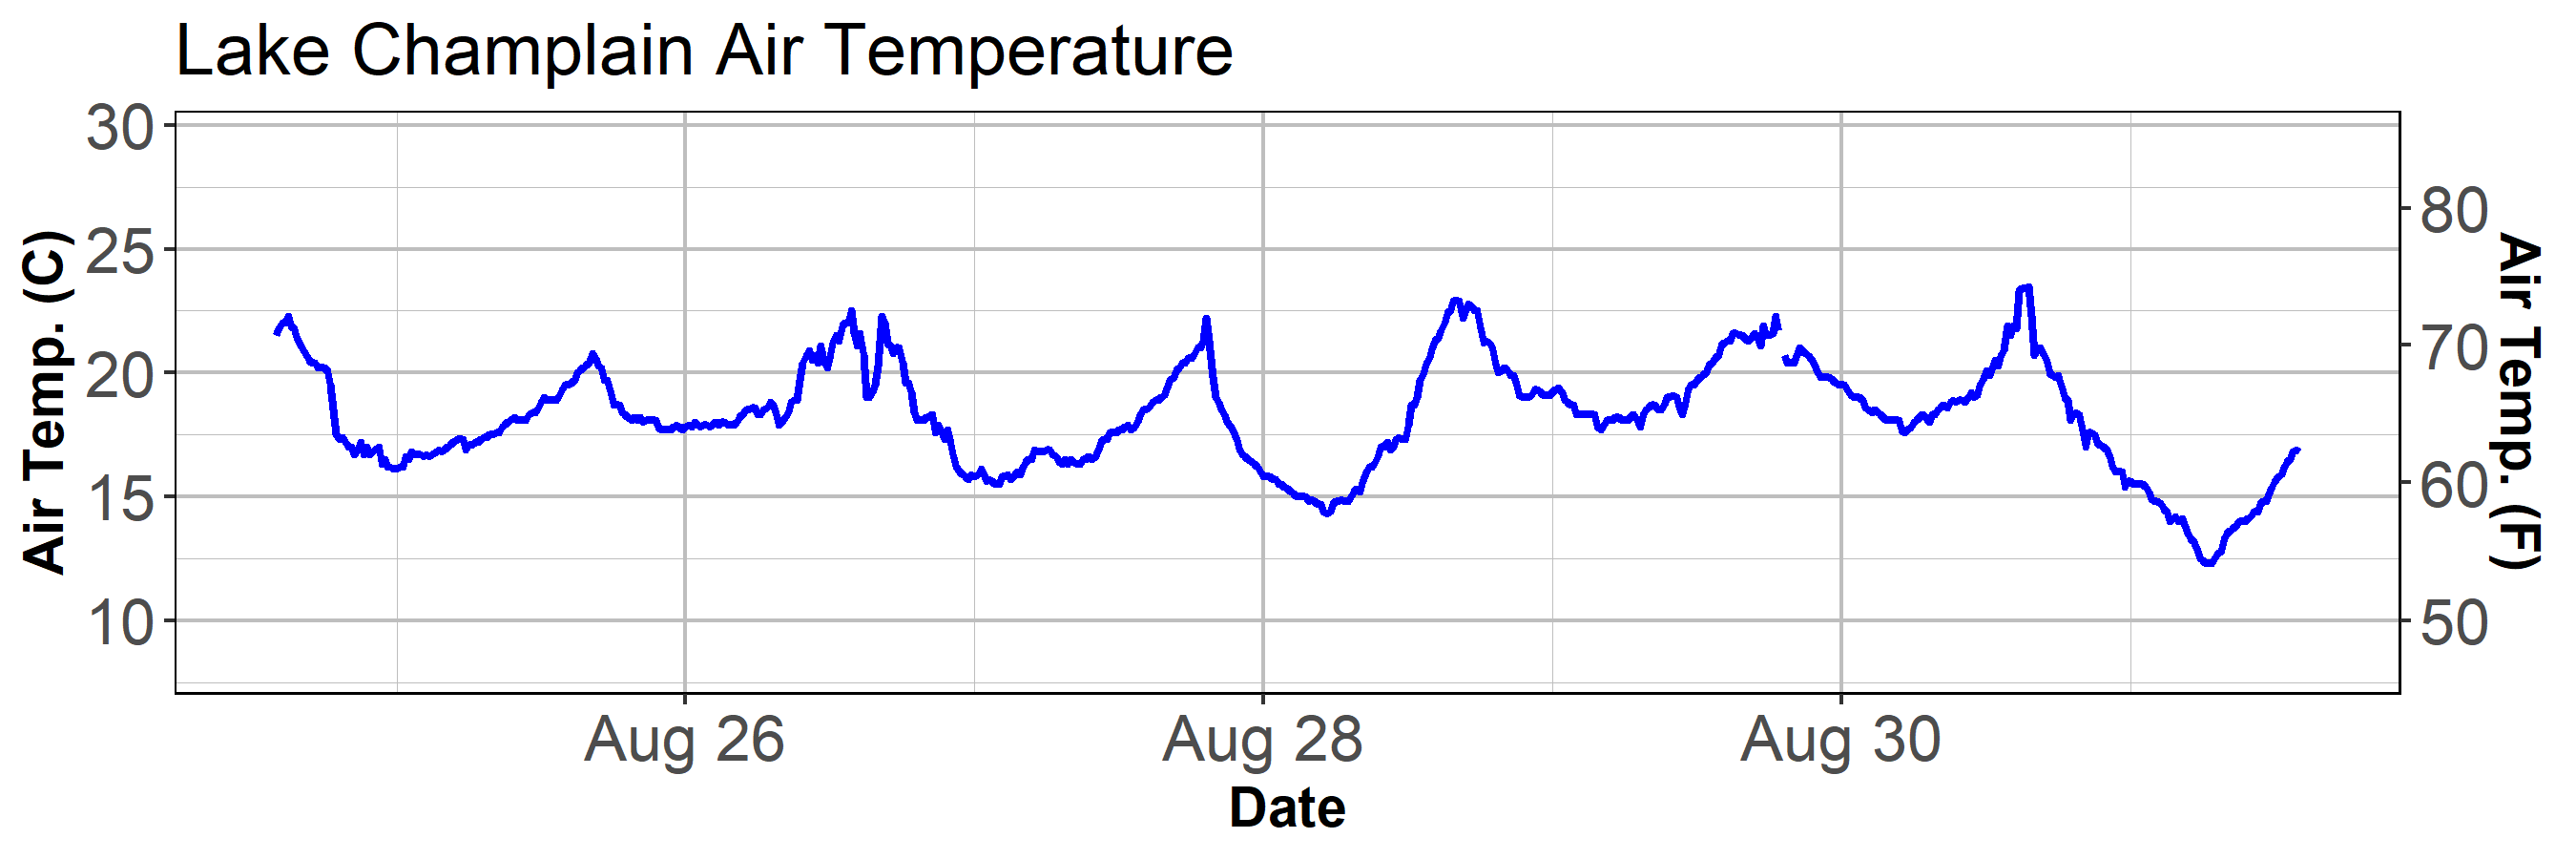 Lake Champlain Air Temperature
Air Temp. (C)
30
25
20
15
10
80
70
60
50
Air Temp. (F)
Aug 26
Aug 28
Aug 30
Date